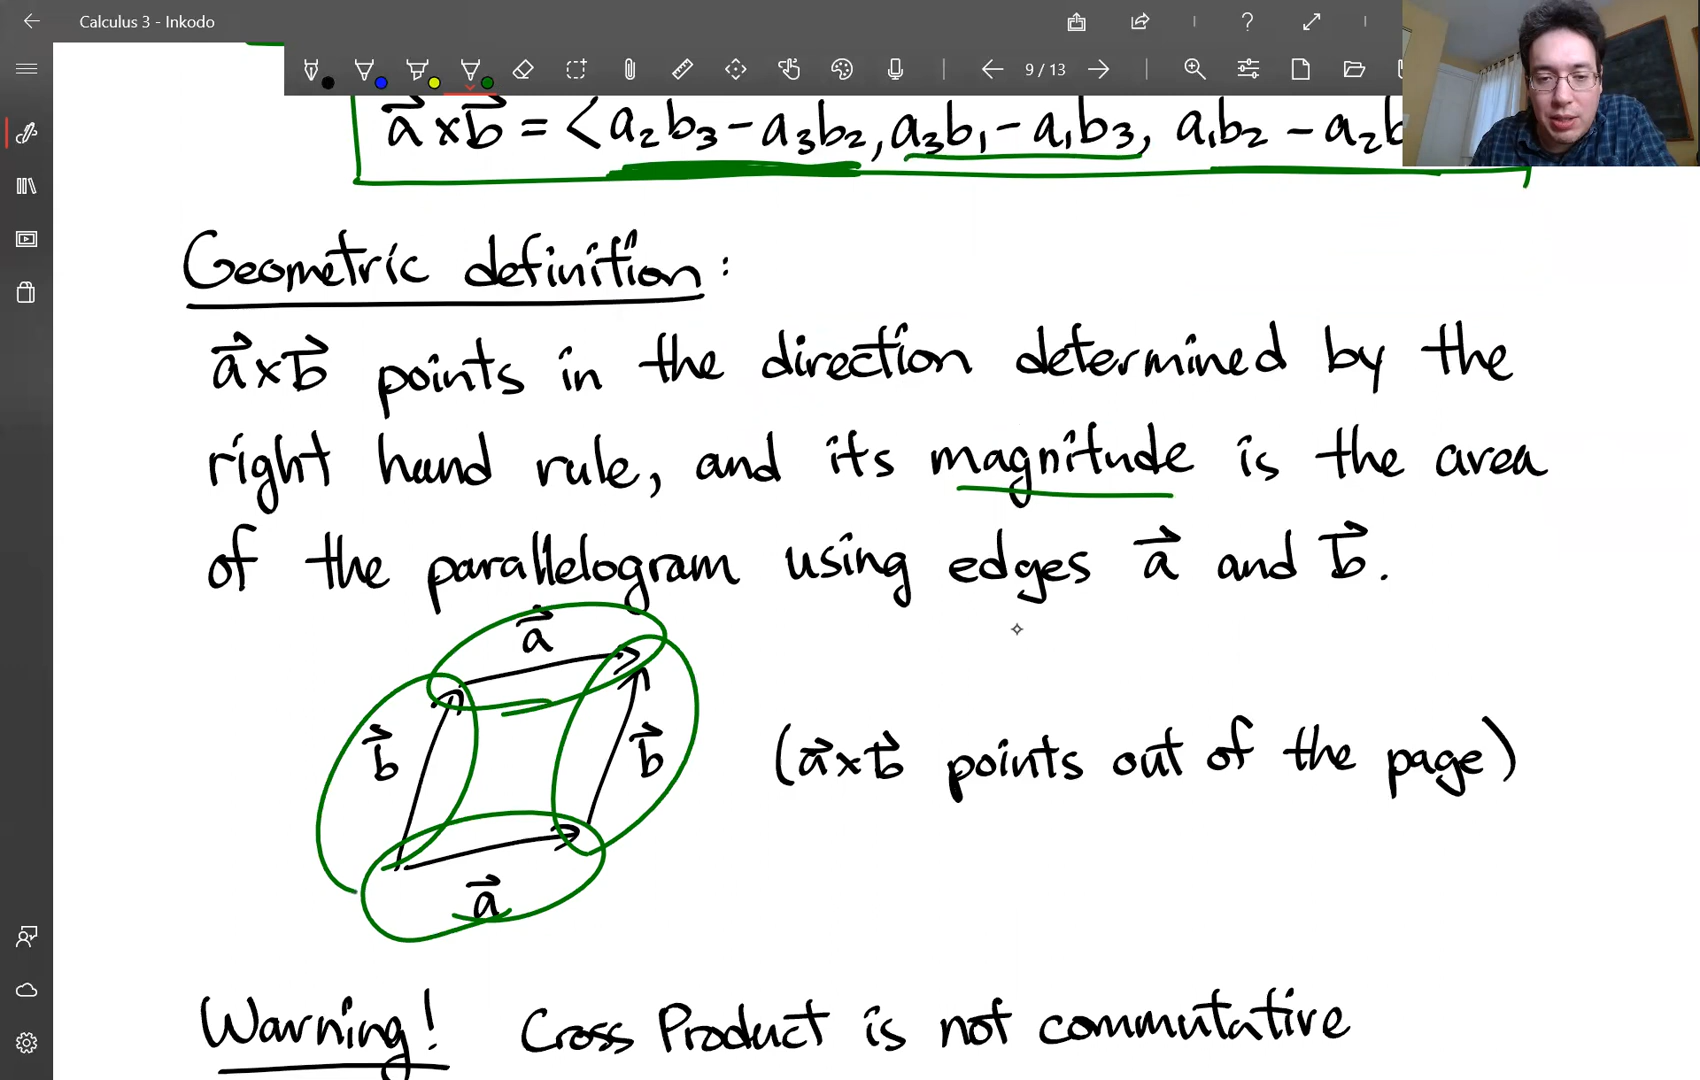 Calculus 3 - Inkodo
9 / 13
a⃗ x b⃗ = <a₂b₃ - a₃b₂, a₃b₁ - a₁b₃, a₁b₂ - a₂b
Geometric definition:
a⃗ x b⃗ points in the direction determined by the
right hand rule, and its magnitude is the area
of the parallelogram using edges a⃗ and b⃗.
a⃗
b⃗
b⃗
(a⃗ x b⃗ points out of the page)
a⃗
Warning! Cross Product is not commutative